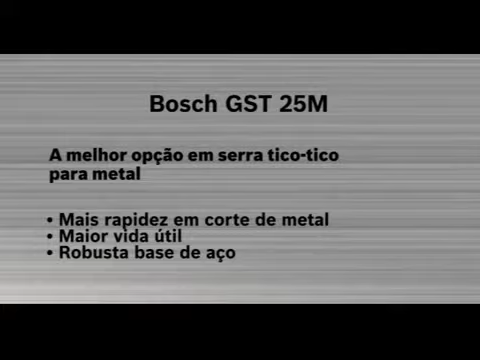 Bosch GST 25M
A melhor opção em serra tico-tico
para metal
• Mais rapidez em corte de metal
• Maior vida útil
• Robusta base de aço